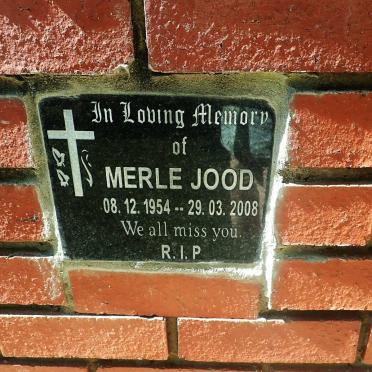 In Loving Memory
of
MERLE JOOD
08. 12. 1954 -- 29. 03. 2008
We all miss you.
R. I. P